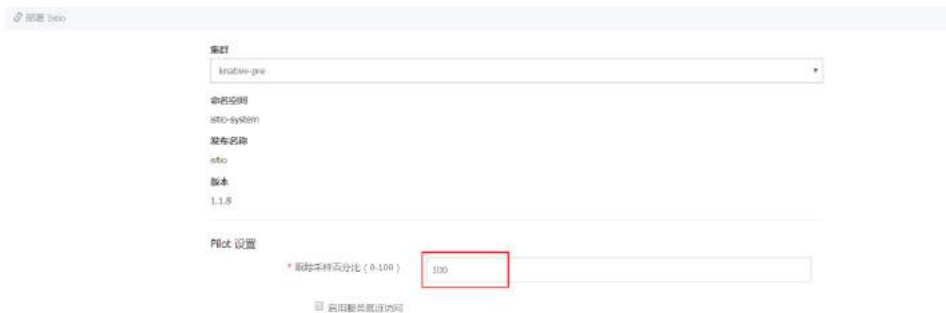 部署 Istio
集群
knative-pre
命名空间
istio-system
发布名称
istio
版本
1.1.8
Pilot 设置
* 跟踪采样百分比（0-100） 100
启用服务就近访问